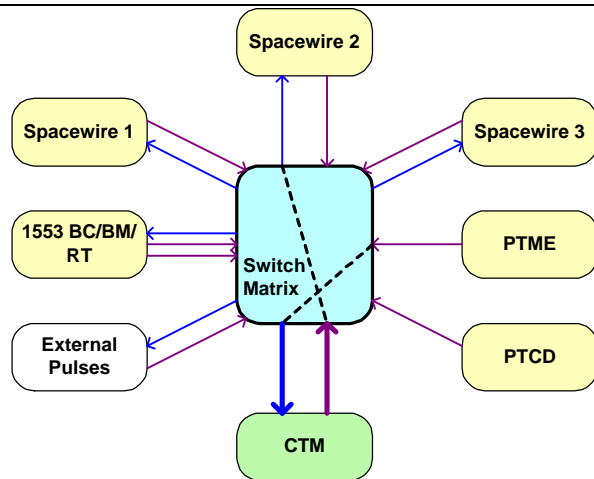 Spacewire 2
Spacewire 1
Spacewire 3
1553 BC/BM/
RT
Switch
Matrix
PTME
External
Pulses
PTCD
CTM